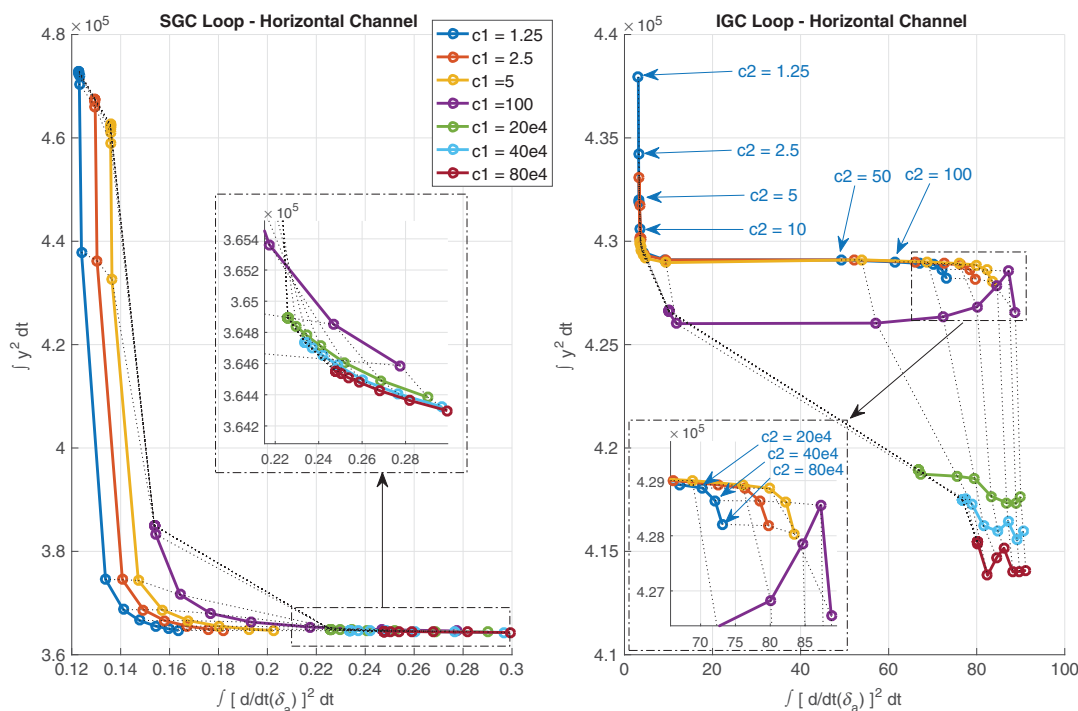 SGC Loop - Horizontal Channel
× 10^5
4.8
4.6
4.4
4.2
4
3.8
3.6
0.12
0.14
0.16
0.18
0.2
0.22
0.24
0.26
0.28
0.3
∫ y² dt
∫ [ d/dt(δₐ) ]² dt
c1 = 1.25
c1 = 2.5
c1 =5
c1 =100
c1 = 20e4
c1 = 40e4
c1 = 80e4
× 10^5
3.654
3.652
3.65
3.648
3.646
3.644
3.642
0.22
0.24
0.26
0.28
IGC Loop - Horizontal Channel
× 10^5
4.4
4.35
4.3
4.25
4.2
4.15
4.1
0
20
40
60
80
100
∫ y² dt
∫ [ d/dt(δₐ) ]² dt
c2 = 1.25
c2 = 2.5
c2 = 5
c2 = 10
c2 = 50
c2 = 100
× 10^5
4.29
4.28
4.27
70
75
80
85
c2 = 20e4
c2 = 40e4
c2 = 80e4